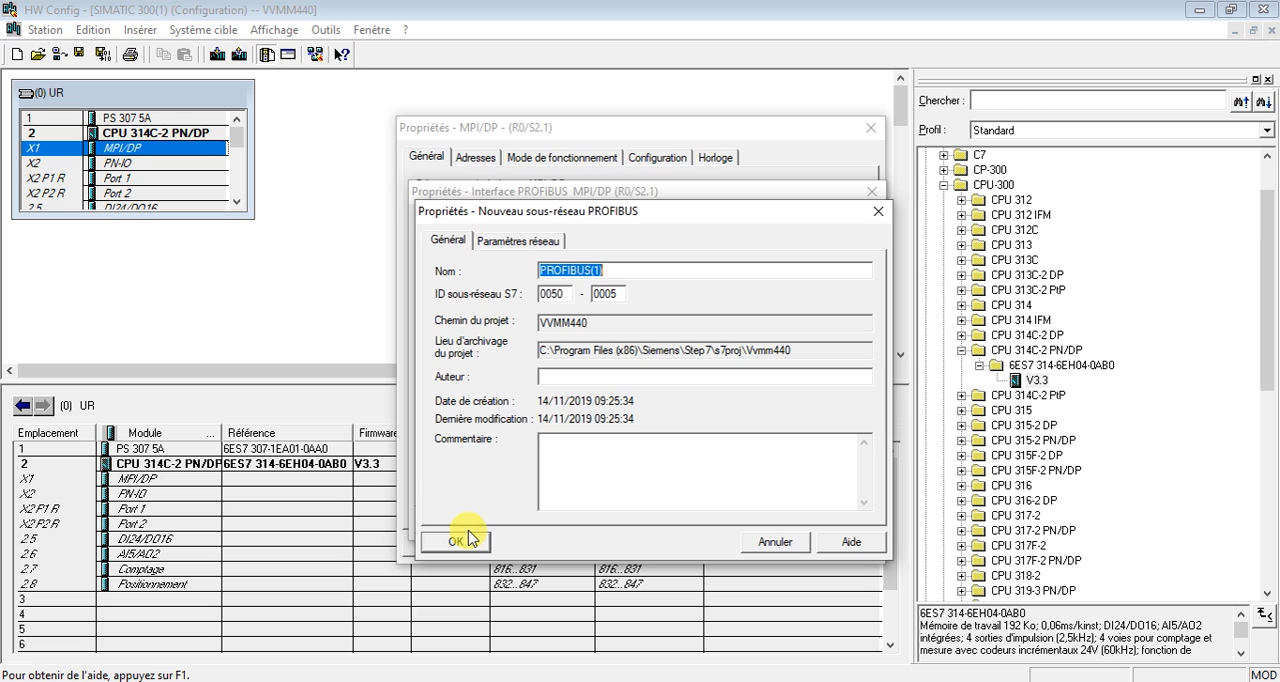 HW Config - [SIMATIC 300(1) (Configuration) -- VVMM440]
Station Edition Insérer Système cible Affichage Outils Fenêtre ?
(0) UR
1 PS 307 5A
2 CPU 314C-2 PN/DP
X1 MPI/DP
X2 PN-IO
X2 P1 R Port 1
X2 P2 R Port 2
2.5 DI24/DO16
Propriétés - MPI/DP - (R0/S2.1)
Général Adresses Mode de fonctionnement Configuration Horloge
Propriétés - Interface PROFIBUS MPI/DP (R0/S2.1)
Propriétés - Nouveau sous-réseau PROFIBUS
Général Paramètres réseau
Nom : PROFIBUS(1)
ID sous-réseau S7 : 0050 - 0005
Chemin du projet : VVMM440
Lieu d'archivage
du projet : C:\Program Files (x86)\Siemens\Step7\s7proj\Vvmm440
Auteur :
Date de création : 14/11/2019 09:25:34
Dernière modification : 14/11/2019 09:25:34
Commentaire :
OK Annuler Aide
(0) UR
Emplacement Module ... Référence Firmware
1 PS 307 5A 6ES7 307-1EA01-0AA0
2 CPU 314C-2 PN/DP 6ES7 314-6EH04-0AB0 V3.3
X1 MPI/DP
X2 PN-IO
X2 P1 R Port 1
X2 P2 R Port 2
2.5 DI24/DO16
2.6 AI5/AO2
2.7 Comptage 816...831 816...831
2.8 Positionnement 832...847 832...847
3
4
5
6
Chercher :
Profil : Standard
C7
CP-300
CPU-300
CPU 312
CPU 312 IFM
CPU 312C
CPU 313
CPU 313C
CPU 313C-2 DP
CPU 313C-2 PtP
CPU 314
CPU 314 IFM
CPU 314C-2 DP
CPU 314C-2 PN/DP
6ES7 314-6EH04-0AB0
V3.3
CPU 314C-2 PtP
CPU 315
CPU 315-2 DP
CPU 315-2 PN/DP
CPU 315F-2 DP
CPU 315F-2 PN/DP
CPU 316
CPU 316-2 DP
CPU 317-2
CPU 317-2 PN/DP
CPU 317F-2
CPU 317F-2 PN/DP
CPU 318-2
CPU 319-3 PN/DP
6ES7 314-6EH04-0AB0
Mémoire de travail 192 Ko; 0,06ms/kinst; DI24/DO16; AI5/AO2
intégrées; 4 sorties d'impulsion (2,5kHz); 4 voies pour comptage et
mesure avec codeurs incrémentaux 24V (60kHz); fonction de
Pour obtenir de l'aide, appuyez sur F1.
MOD